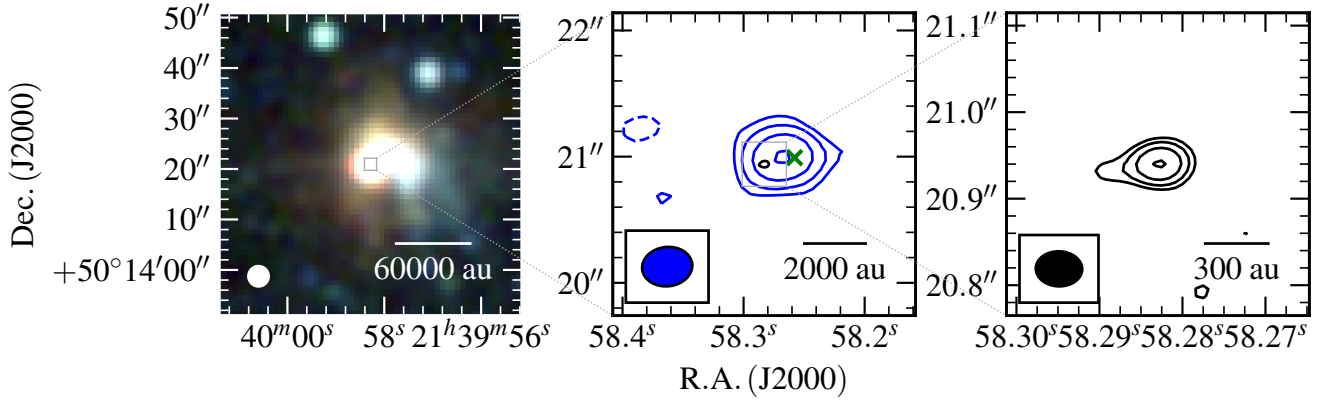 Dec. (J2000)
50″
40″
30″
20″
10″
+50°14′00″
60000 au
40ᵐ00ˢ 58ˢ 21ʰ39ᵐ56ˢ
22″
21″
20″
2000 au
58.4ˢ 58.3ˢ 58.2ˢ
21.1″
21.0″
20.9″
20.8″
300 au
58.30ˢ58.29ˢ58.28ˢ58.27ˢ
R.A. (J2000)